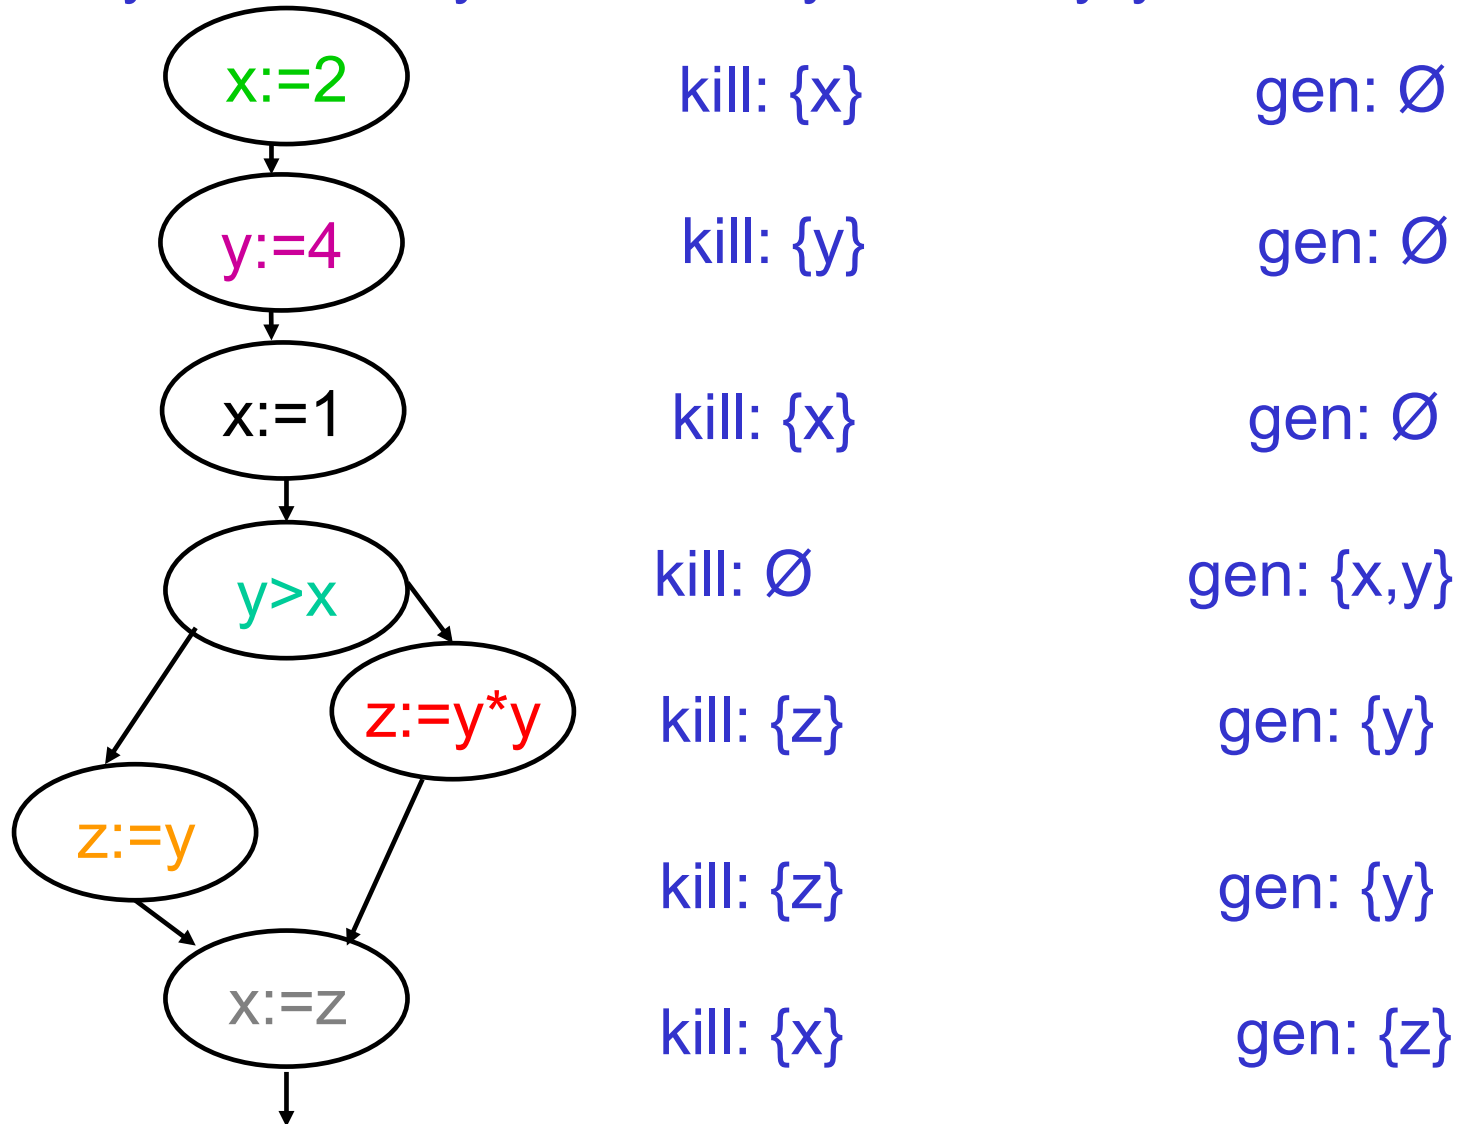 x:=2 kill: {x} gen: Ø
y:=4 kill: {y} gen: Ø
x:=1 kill: {x} gen: Ø
y>x kill: Ø gen: {x,y}
z:=y*y kill: {z} gen: {y}
z:=y kill: {z} gen: {y}
x:=z kill: {x} gen: {z}